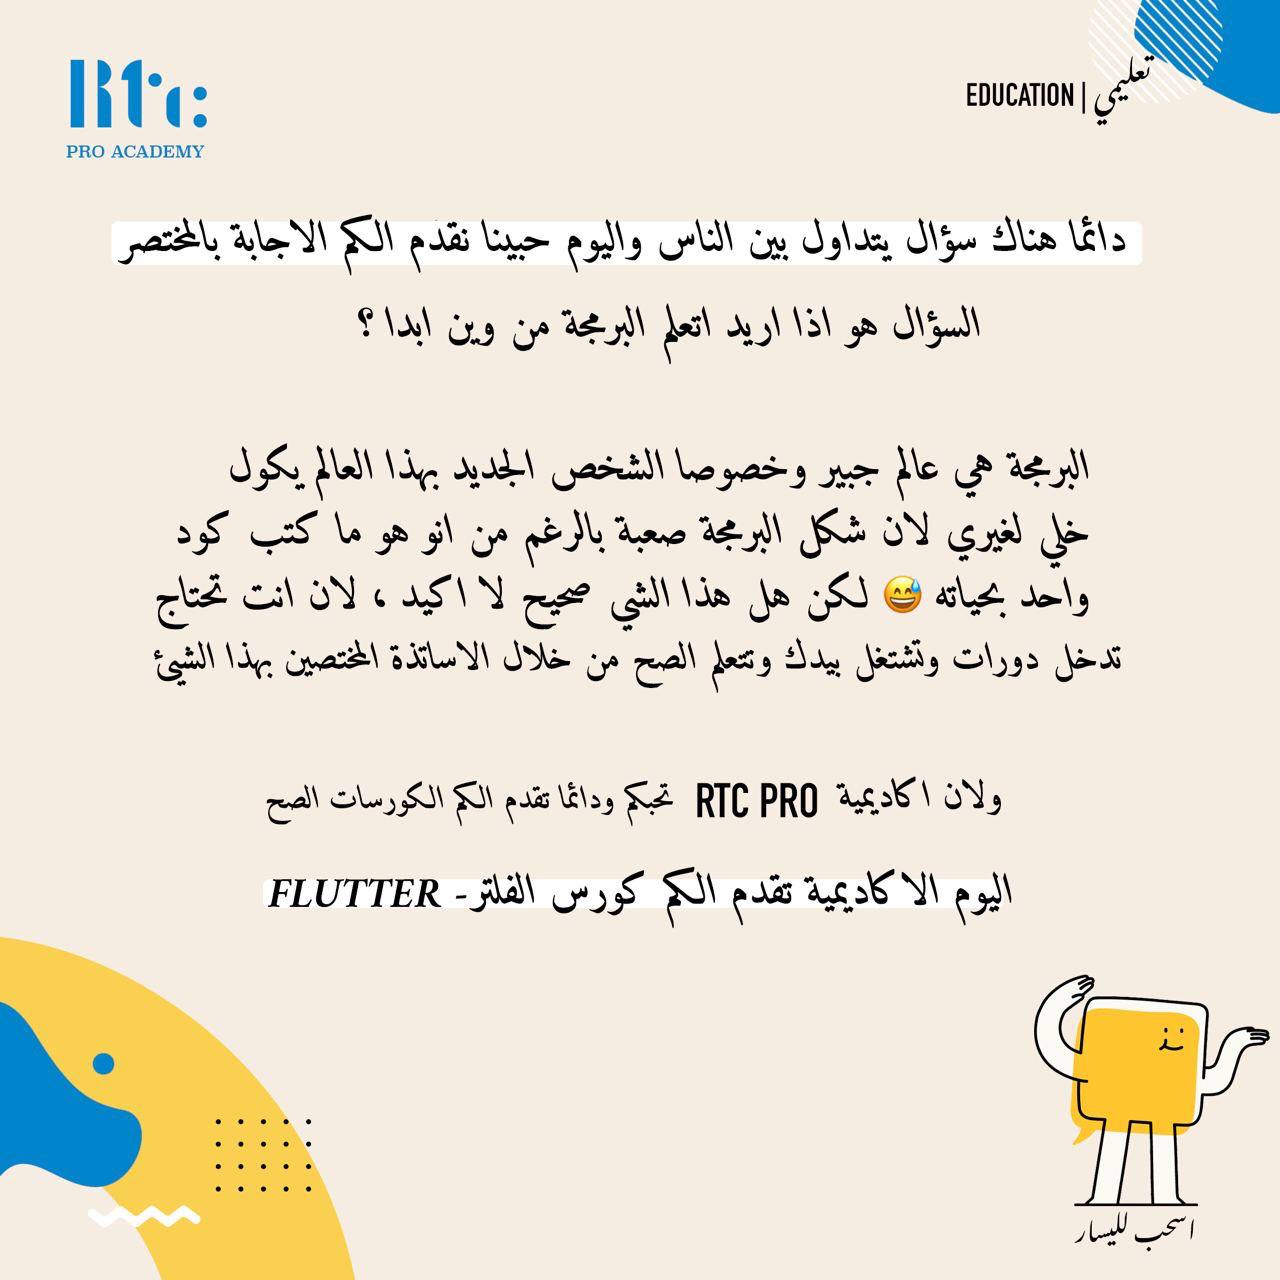 Rtc
PRO ACADEMY
تعليمي | EDUCATION
دائما هناك سؤال يتداول بين الناس واليوم حبينا نقدم الكم الاجابة بالمختصر
السؤال هو اذا اريد اتعلم البرمجة من وين ابدا ؟
البرمجة هي عالم جبير وخصوصا الشخص الجديد بهذا العالم يكول
خلي لغيري لان شكل البرمجة صعبة بالرغم من انو هو ما كتب كود
واحد بحياته 😅 لكن هل هذا الشي صحيح لا اكيد ، لان انت تحتاج
تدخل دورات وتشتغل بيدك وتتعلم الصح من خلال الاساتذة المختصين بهذا الشيئ
ولان اكاديمية RTC PRO تحبكم ودائما تقدم الكم الكورسات الصح
اليوم الاكاديمية تقدم الكم كورس الفلتر- FLUTTER
اسحب لليسار